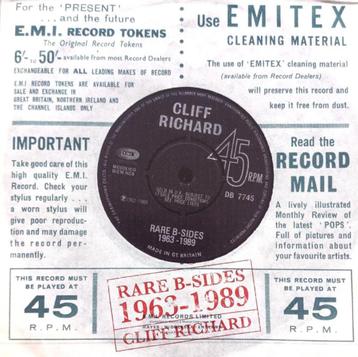 For the 'PRESENT'
... and the future
E.M.I. RECORD TOKENS
The Original Record Tokens
6/- TO 50/- available from most Record Dealers
EXCHANGEABLE FOR ALL LEADING MAKES OF RECORD
E.M.I. RECORD TOKENS ARE AVAILABLE FOR
SALE AND EXCHANGE IN
GREAT BRITAIN, NORTHERN IRELAND AND
THE CHANNEL ISLANDS ONLY
Use EMITEX
CLEANING MATERIAL
The use of 'EMITEX' cleaning material
(available from Record Dealers)
will preserve this record and
keep it free from dust.
CLIFF
RICHARD
45
RPM
EMI
DB 7745
RARE B-SIDES
1963-1989
MADE IN GT. BRITAIN
IMPORTANT
Take good care of this
high quality E.M.I.
Record. Check your
stylus regularly...
a worn stylus will
give poor reproduction
and may damage
the record permanently.
Read the
RECORD
MAIL
A lively illustrated
Monthly Review of
the latest 'POPS'.
Full of pictures and
information about
your favourite artists.
THIS RECORD MUST
BE PLAYED AT
45
R.P.M.
RARE B-SIDES
1963-1989
CLIFF RICHARD
RECORDS LIMITED
THIS RECORD MUST
BE PLAYED AT
45
R.P.M.